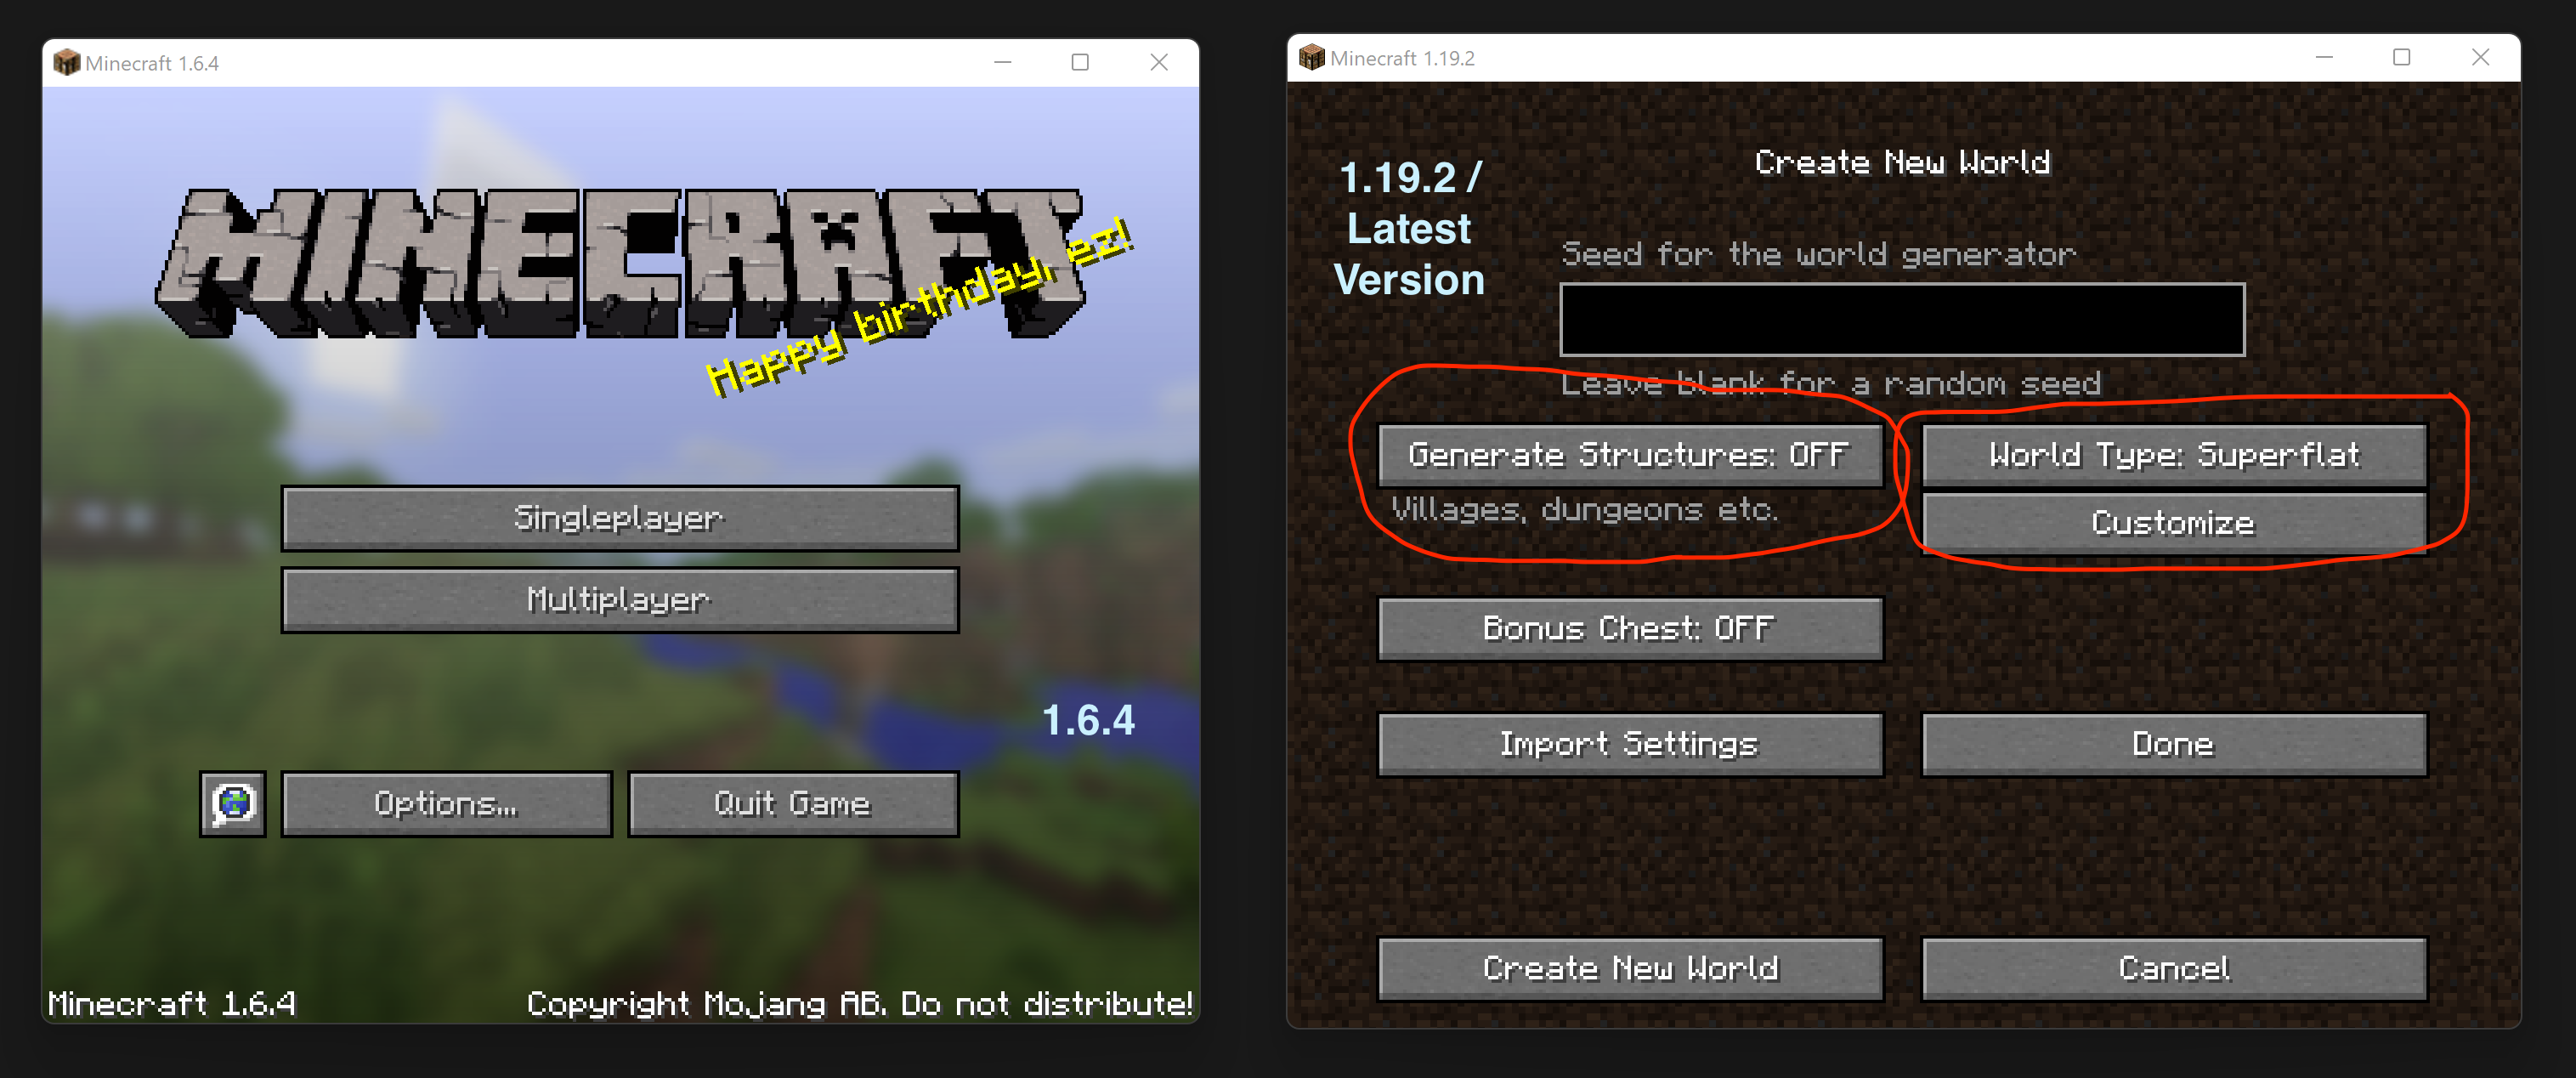 Minecraft 1.6.4
MINECRAFT
Happy birthday, ez!
Singleplayer
Multiplayer
1.6.4
Options...
Quit Game
Minecraft 1.6.4
Copyright Mojang AB. Do not distribute!
Minecraft 1.19.2
1.19.2 /
Latest
Version
Create New World
Seed for the world generator
Leave blank for a random seed
Generate Structures: OFF
World Type: Superflat
Villages, dungeons etc.
Customize
Bonus Chest: OFF
Import Settings
Done
Create New World
Cancel